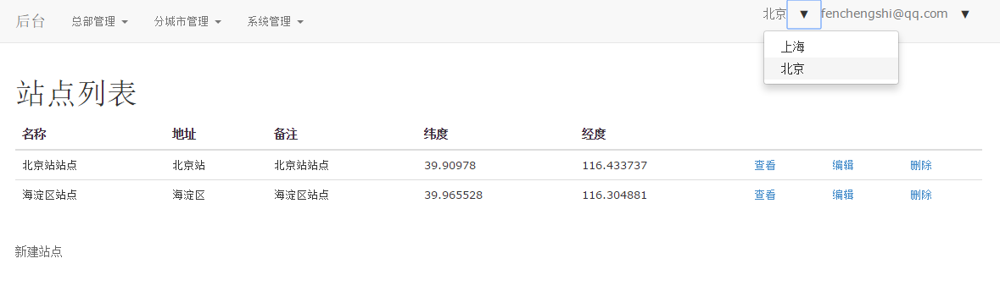 后台 总部管理 分城市管理 系统管理 北京 ▼ fenchengshi@qq.com ▼
上海
北京
站点列表
名称 地址 备注 纬度 经度
北京站站点 北京站 北京站站点 39.90978 116.433737 查看 编辑 删除
海淀区站点 海淀区 海淀区站点 39.965528 116.304881 查看 编辑 删除
新建站点